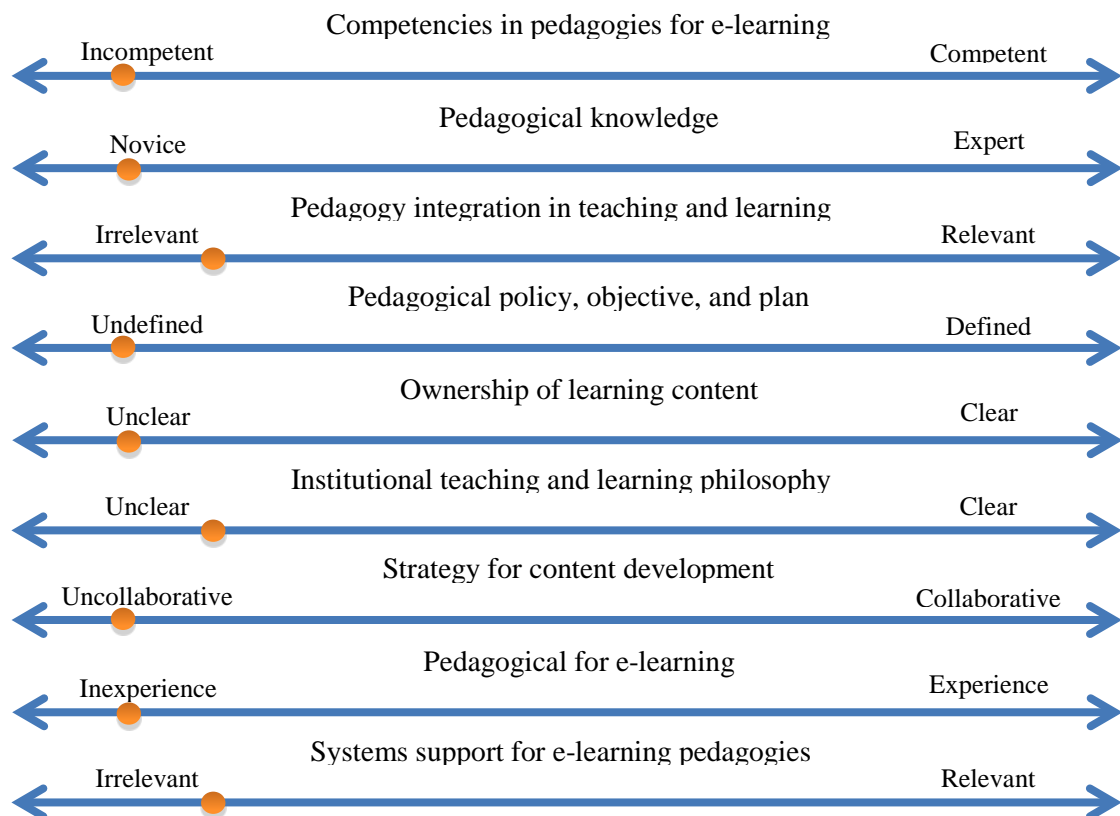 Competencies in pedagogies for e-learning
Incompetent Competent
Pedagogical knowledge
Novice Expert
Pedagogy integration in teaching and learning
Irrelevant Relevant
Pedagogical policy, objective, and plan
Undefined Defined
Ownership of learning content
Unclear Clear
Institutional teaching and learning philosophy
Unclear Clear
Strategy for content development
Uncollaborative Collaborative
Pedagogical for e-learning
Inexperience Experience
Systems support for e-learning pedagogies
Irrelevant Relevant